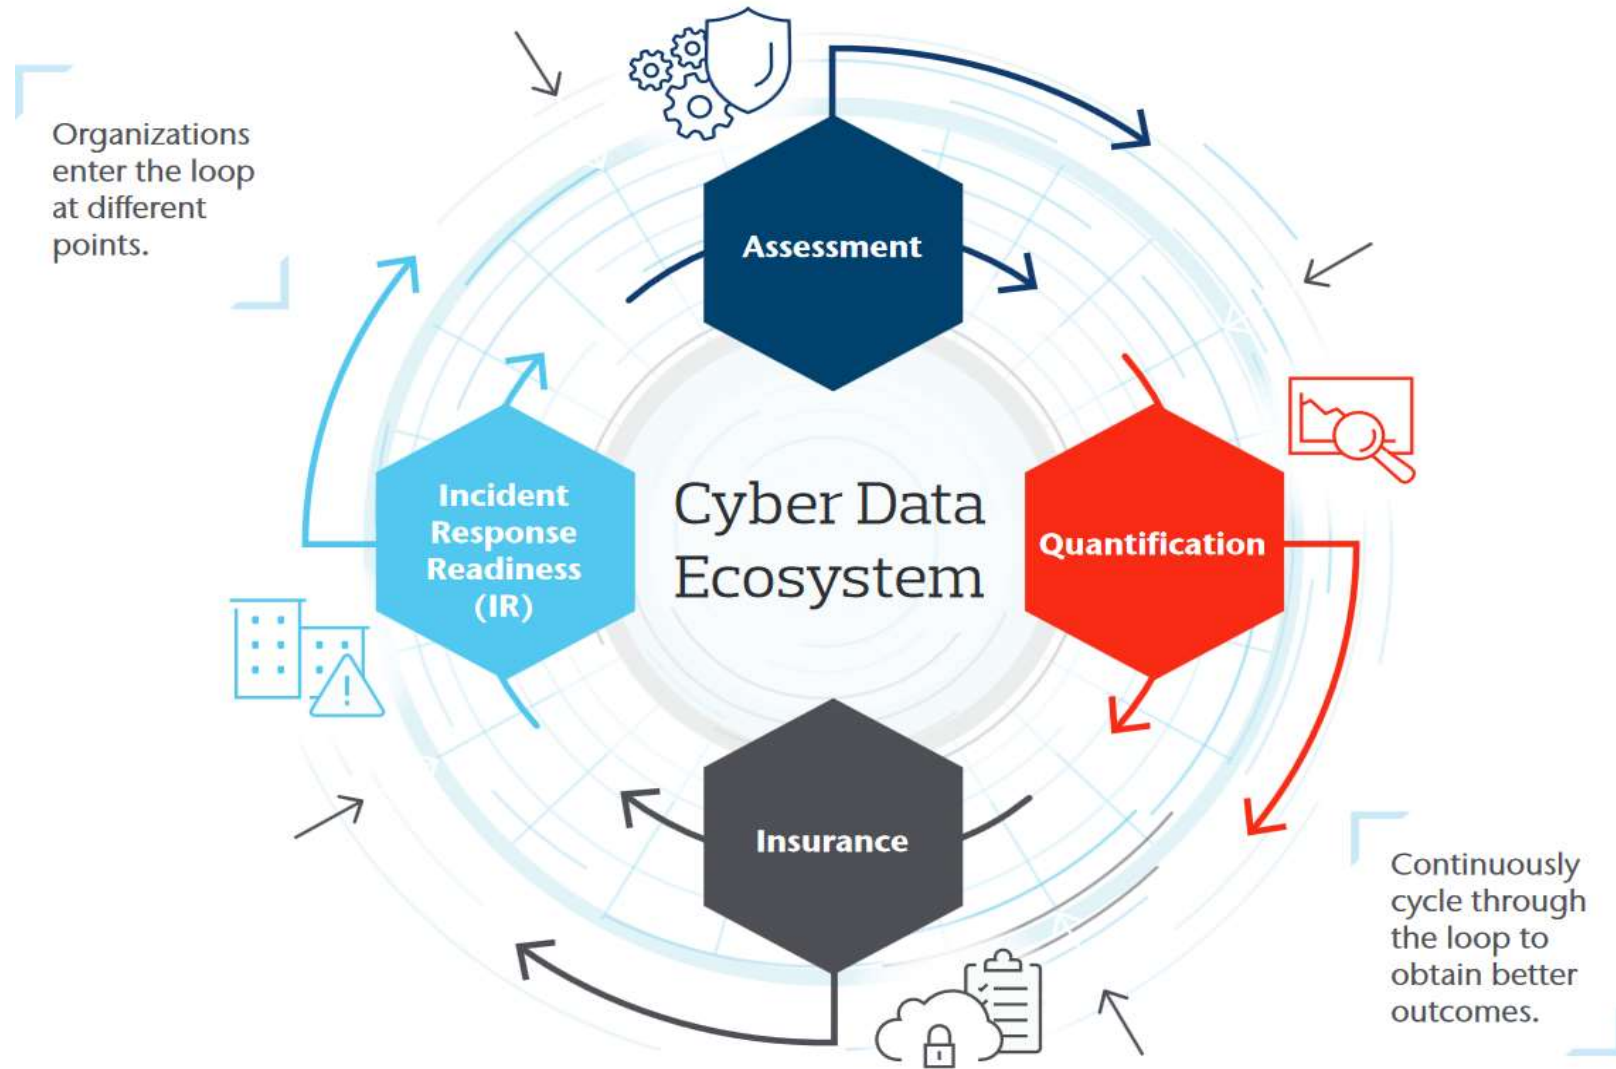 Organizations
enter the loop
at different
points.
Assessment
Incident
Response
Readiness
(IR)
Cyber Data
Ecosystem
Quantification
Insurance
Continuously
cycle through
the loop to
obtain better
outcomes.